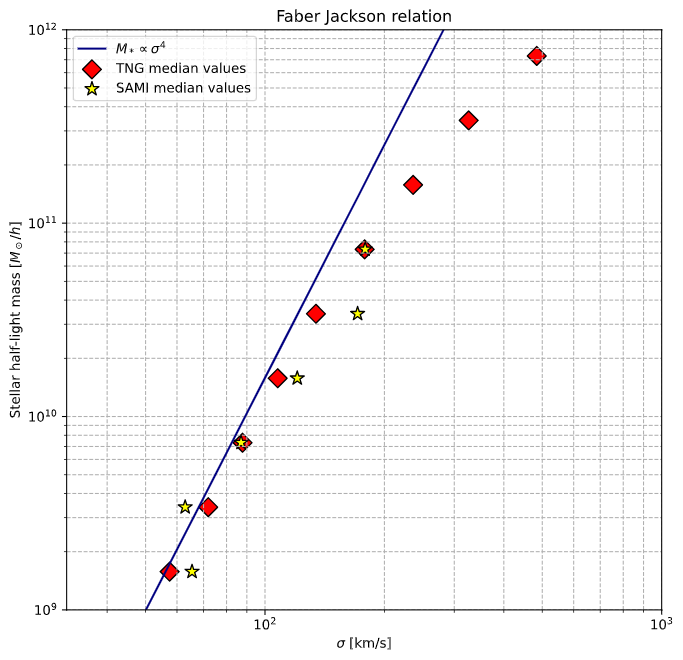 Faber Jackson relation
M* ∝ σ⁴
TNG median values
SAMI median values
Stellar half-light mass [M⊙/h]
10¹²
10¹¹
10¹⁰
10⁹
10²
10³
σ [km/s]